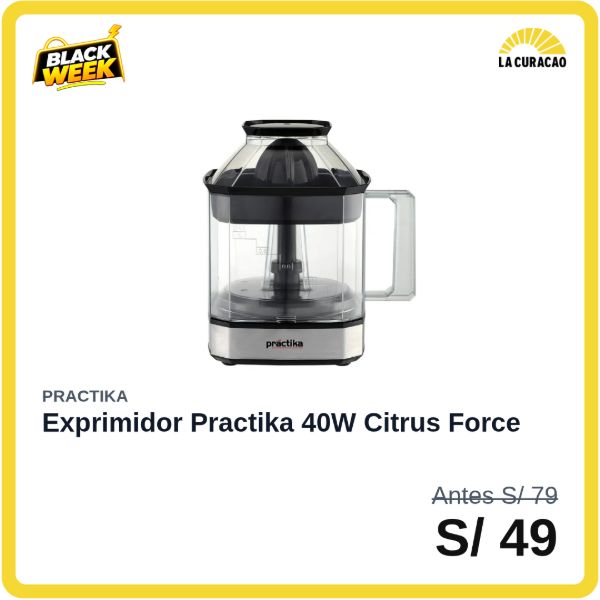 BLACK
WEEK
LA CURACAO
practika
PRACTIKA
Exprimidor Practika 40W Citrus Force
Antes S/ 79
S/ 49